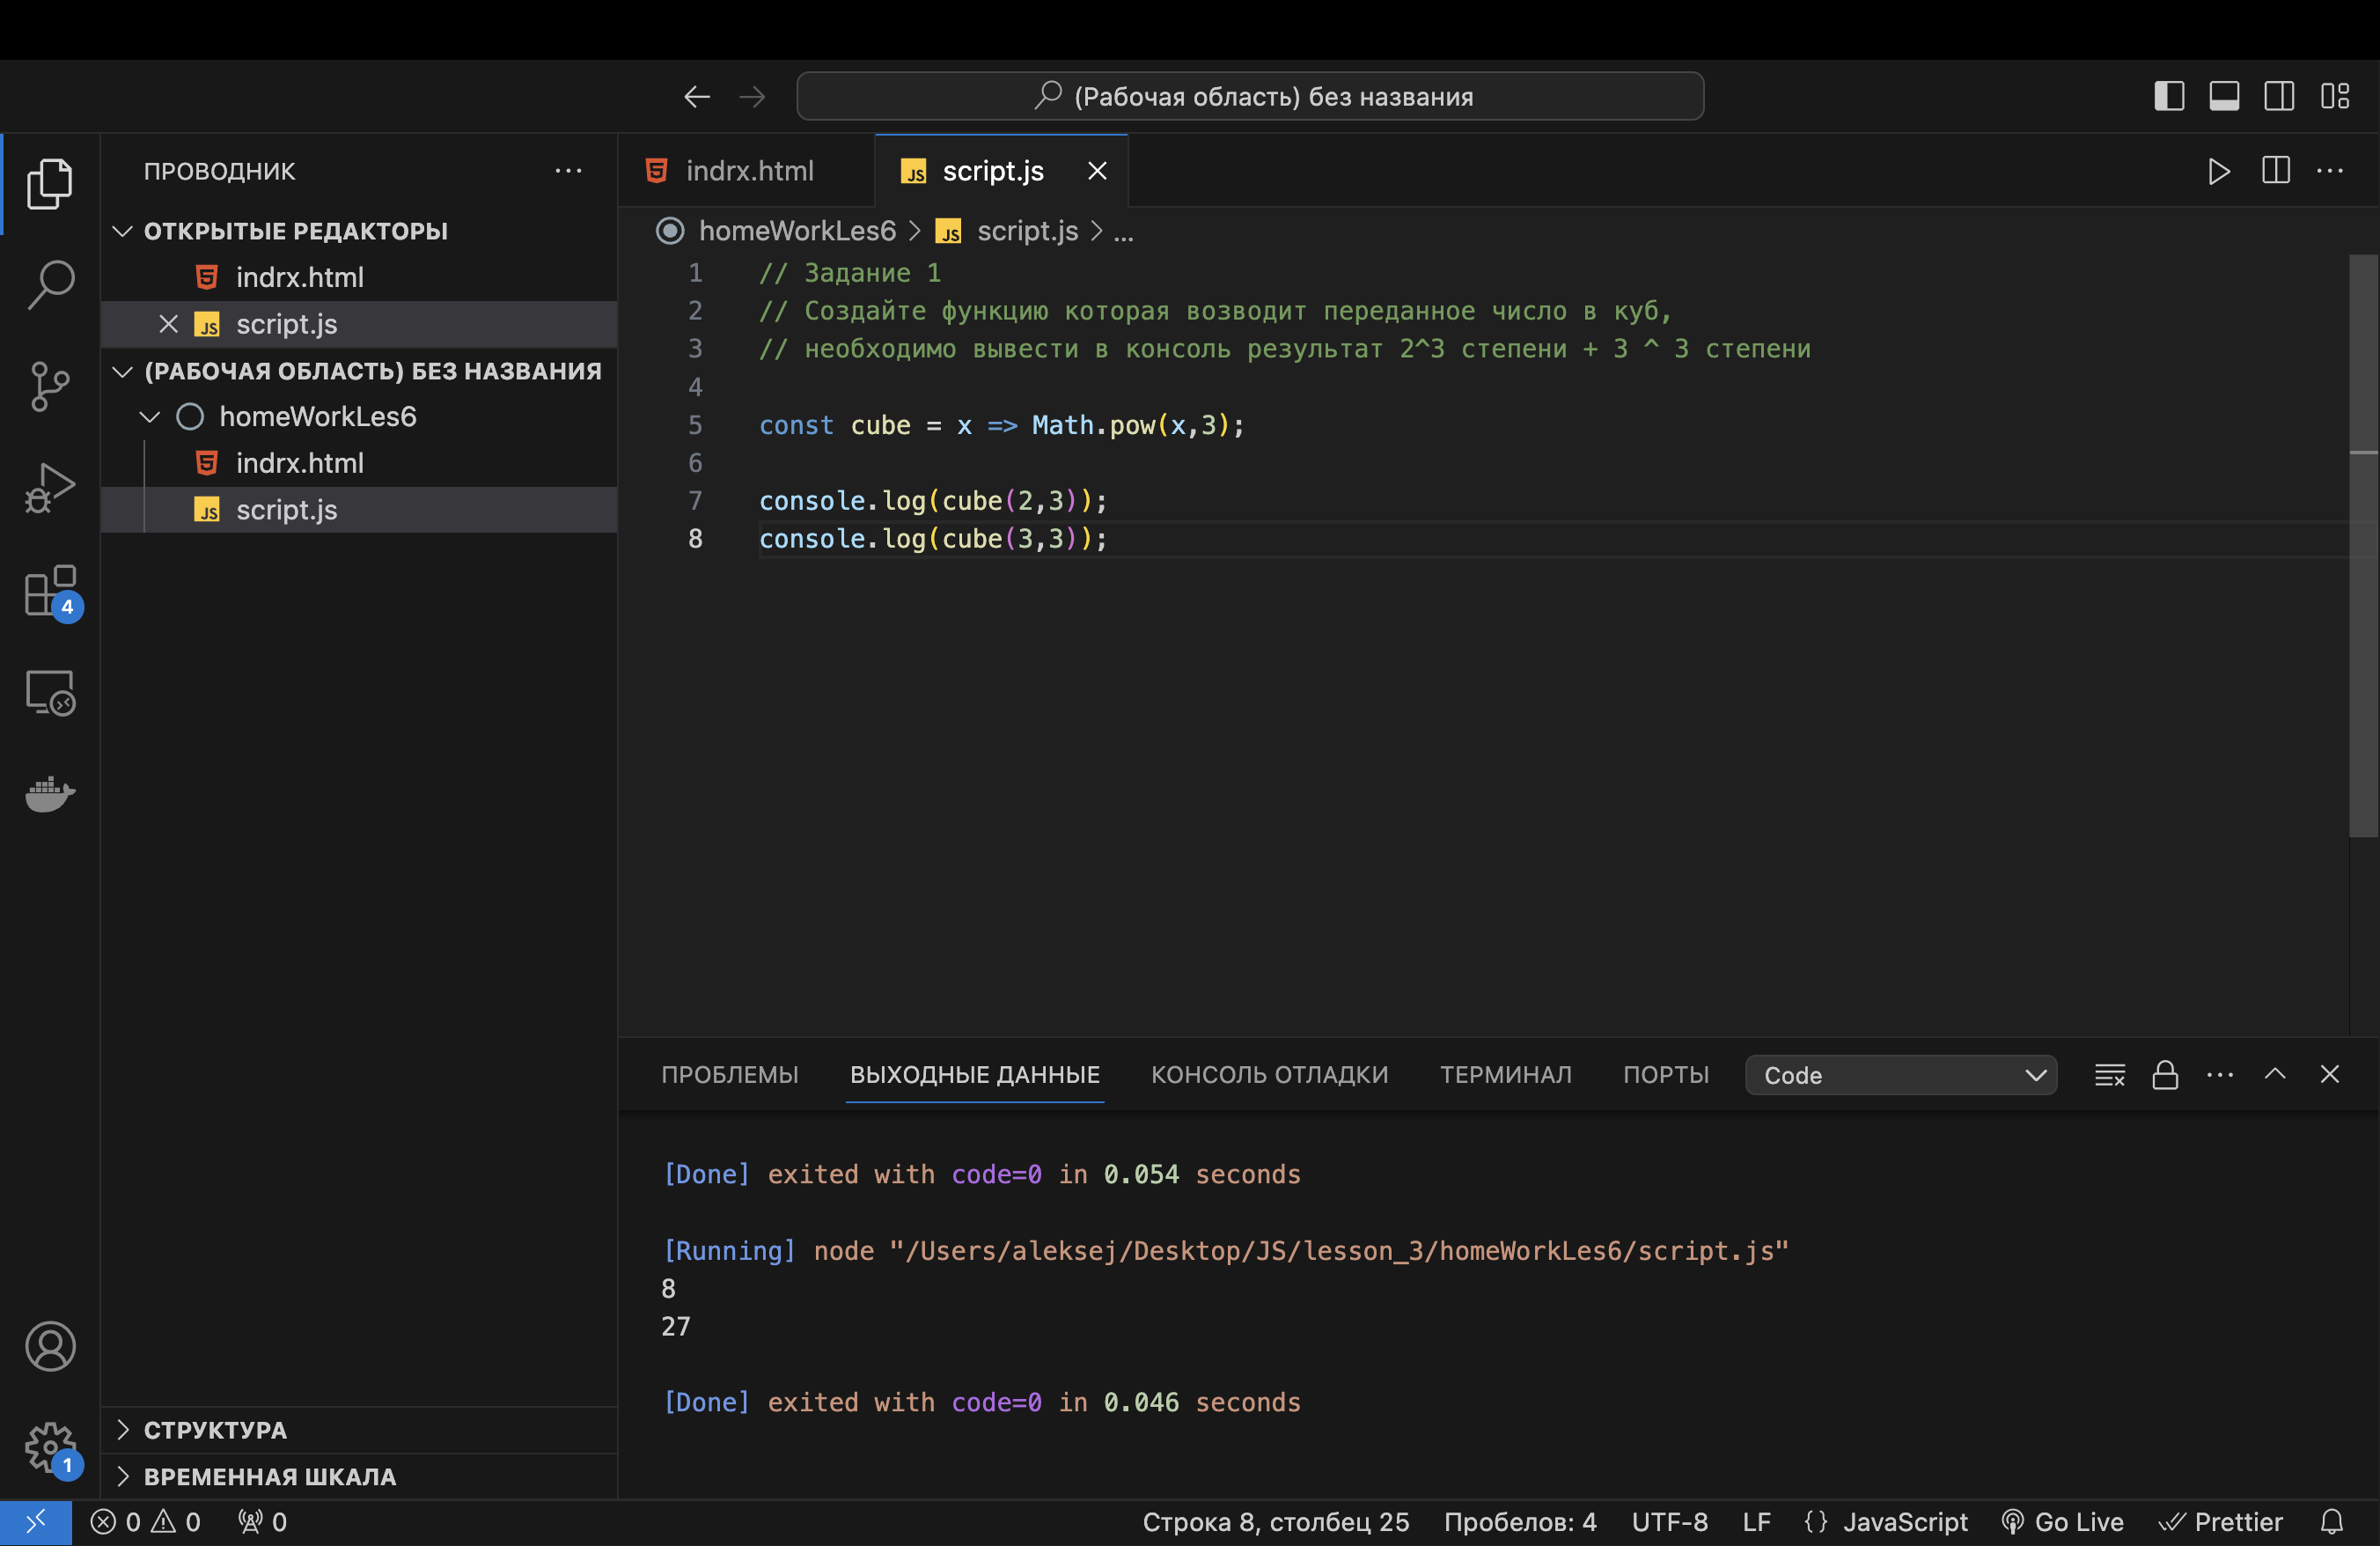 (Рабочая область) без названия
ПРОВОДНИК
ОТКРЫТЫЕ РЕДАКТОРЫ
indrx.html
script.js
(РАБОЧАЯ ОБЛАСТЬ) БЕЗ НАЗВАНИЯ
homeWorkLes6
indrx.html
script.js
4
1
СТРУКТУРА
ВРЕМЕННАЯ ШКАЛА
indrx.html
JS script.js
homeWorkLes6 > JS script.js > ...
1 // Задание 1
2 // Создайте функцию которая возводит переданное число в куб,
3 // необходимо вывести в консоль результат 2^3 степени + 3 ^ 3 степени
4
5 const cube = x => Math.pow(x,3);
6
7 console.log(cube(2,3));
8 console.log(cube(3,3));
ПРОБЛЕМЫ ВЫХОДНЫЕ ДАННЫЕ КОНСОЛЬ ОТЛАДКИ ТЕРМИНАЛ ПОРТЫ Code
[Done] exited with code=0 in 0.054 seconds
[Running] node "/Users/aleksej/Desktop/JS/lesson_3/homeWorkLes6/script.js"
8
27
[Done] exited with code=0 in 0.046 seconds
0 0 0 Строка 8, столбец 25 Пробелов: 4 UTF-8 LF {} JavaScript Go Live Prettier